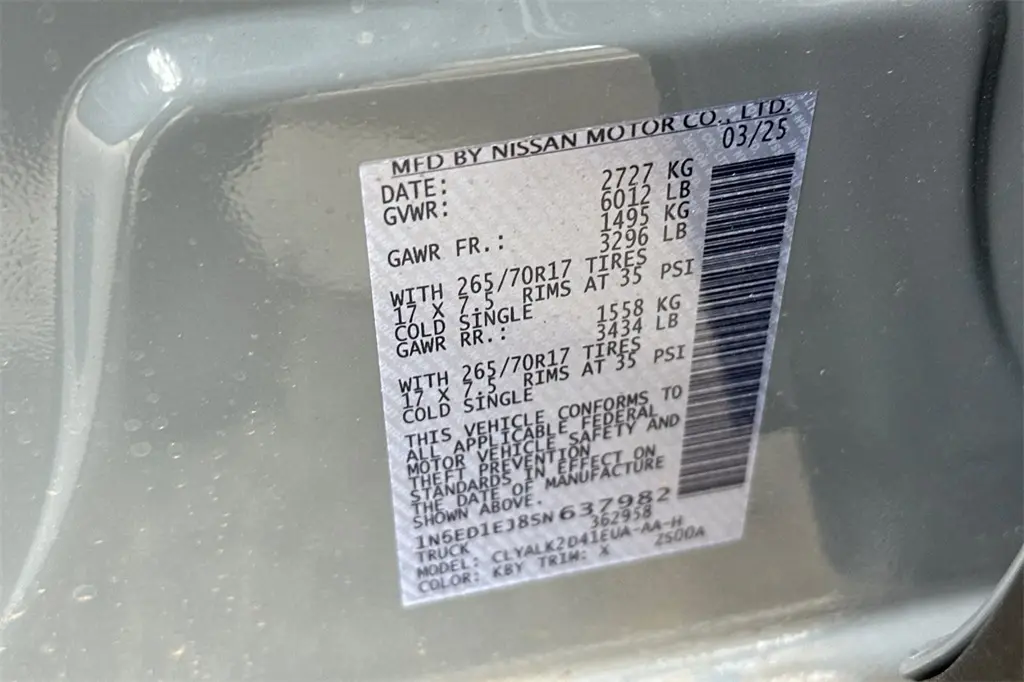 MFD BY NISSAN MOTOR CO., LTD.
DATE: 03/25
GVWR: 2727 KG
6012 LB
GAWR FR.: 1495 KG
3296 LB
WITH 265/70R17 TIRES
17 X 7.5 RIMS AT 35 PSI
COLD SINGLE
GAWR RR.: 1558 KG
3434 LB
WITH 265/70R17 TIRES
17 X 7.5 RIMS AT 35 PSI
COLD SINGLE
THIS VEHICLE CONFORMS TO
ALL APPLICABLE FEDERAL
MOTOR VEHICLE SAFETY AND
THEFT PREVENTION
STANDARDS IN EFFECT ON
THE DATE OF MANUFACTURE
SHOWN ABOVE.
1N6ED1EJ8SN637982
TRUCK 362958
MODEL: CLYALK2D41EUA-AA-H
COLOR: KBY TRIM: X 2S00A